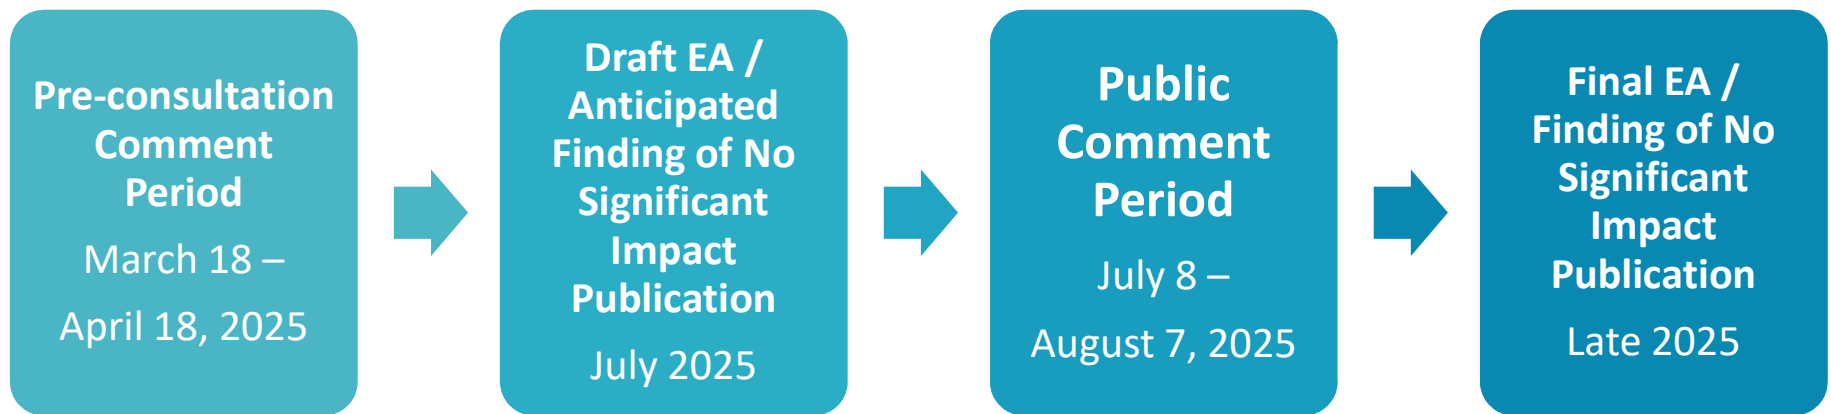 Pre-consultation
Comment
Period
March 18 –
April 18, 2025
Draft EA /
Anticipated
Finding of No
Significant
Impact
Publication
July 2025
Public
Comment
Period
July 8 –
August 7, 2025
Final EA /
Finding of No
Significant
Impact
Publication
Late 2025